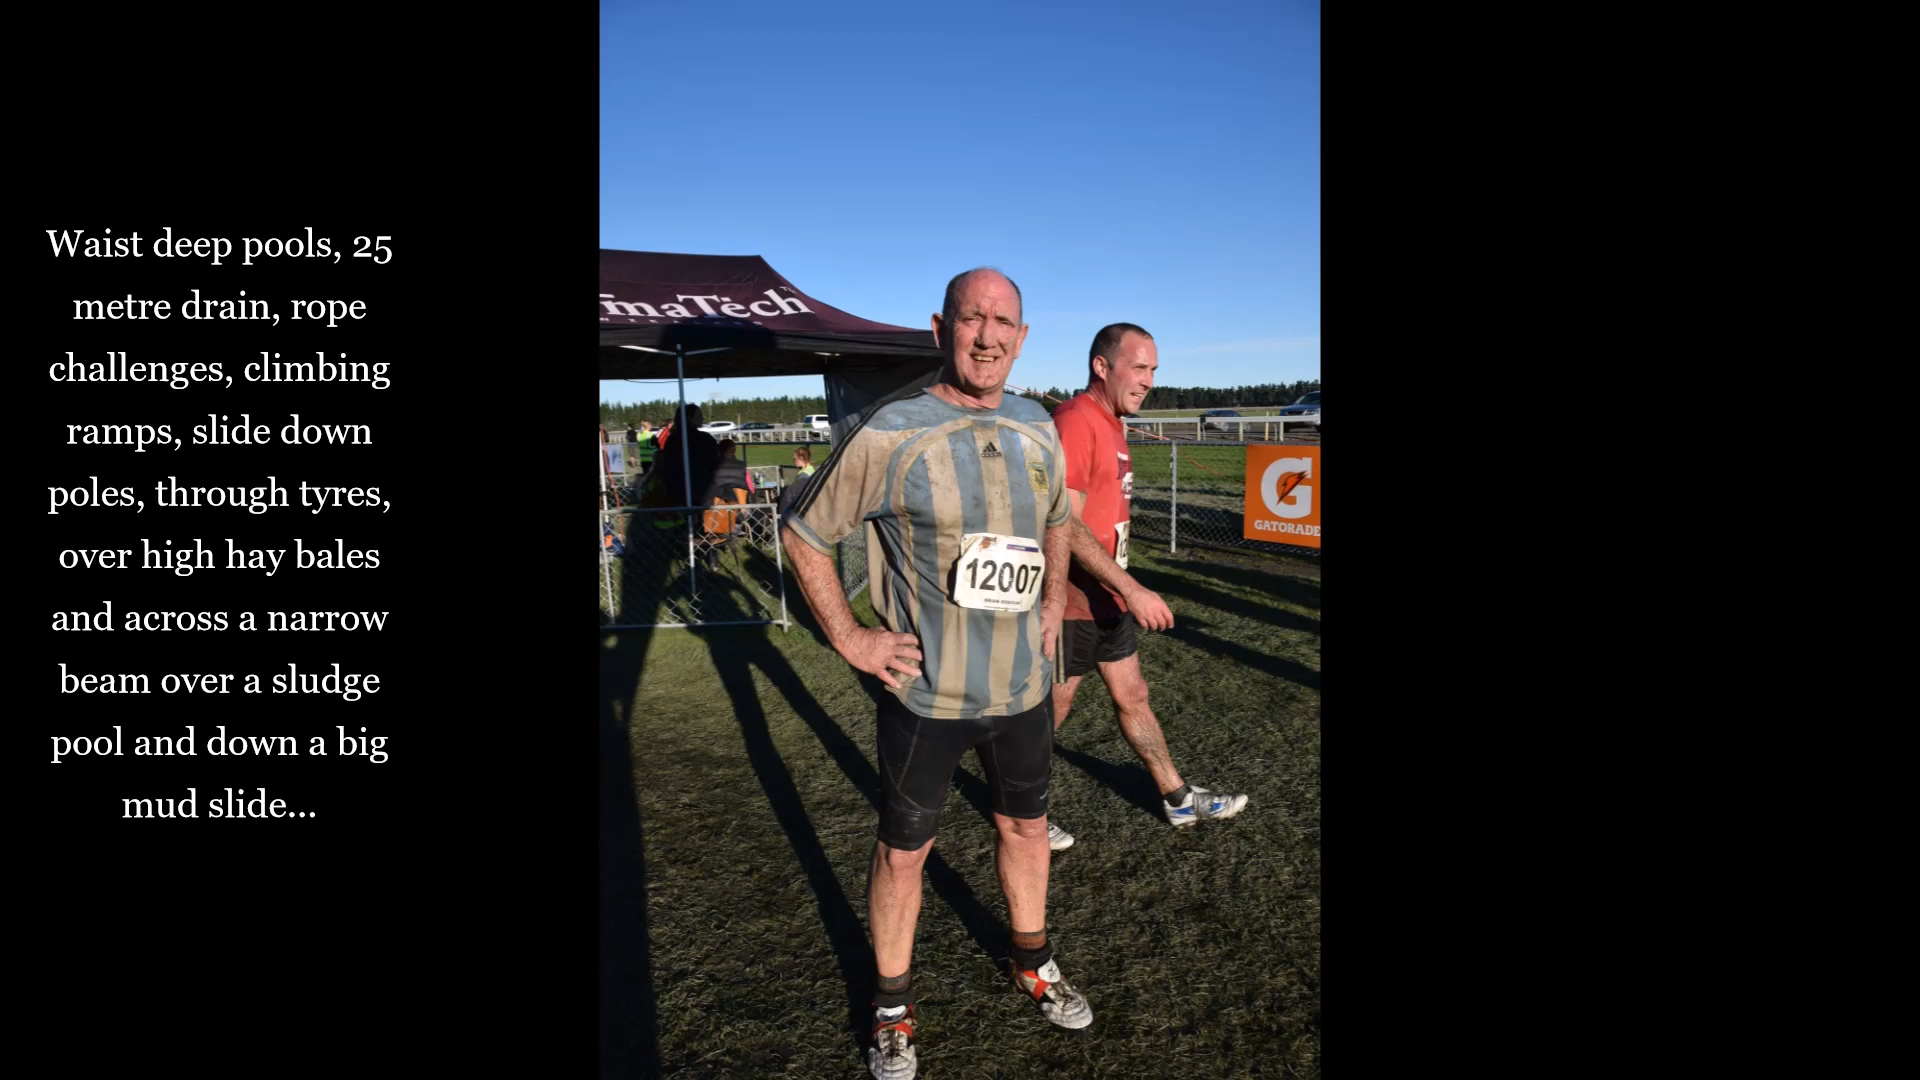 Waist deep pools, 25
metre drain, rope
challenges, climbing
ramps, slide down
poles, through tyres,
over high hay bales
and across a narrow
beam over a sludge
pool and down a big
mud slide...
maTech
adidas
12007
G
GATORADE